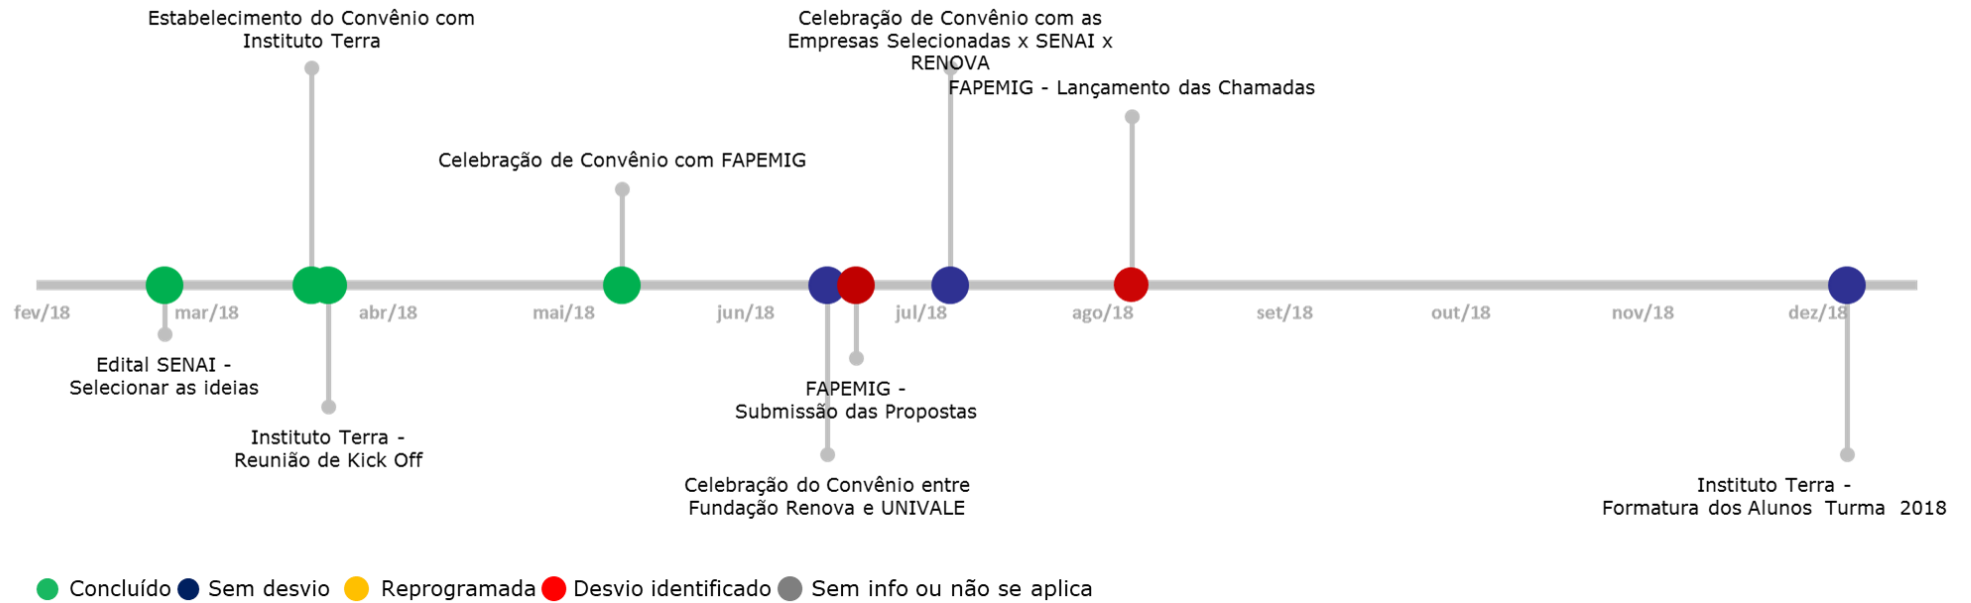 Estabelecimento do Convênio com
Instituto Terra
Celebração de Convênio com as
Empresas Selecionadas x SENAI x
RENOVA
FAPEMIG - Lançamento das Chamadas
Celebração de Convênio com FAPEMIG
fev/18 mar/18 abr/18 mai/18 jun/18 jul/18 ago/18 set/18 out/18 nov/18 dez/18
Edital SENAI -
Selecionar as ideias
Instituto Terra -
Reunião de Kick Off
FAPEMIG -
Submissão das Propostas
Celebração do Convênio entre
Fundação Renova e UNIVALE
Instituto Terra -
Formatura dos Alunos Turma 2018
Concluído Sem desvio Reprogramada Desvio identificado Sem info ou não se aplica